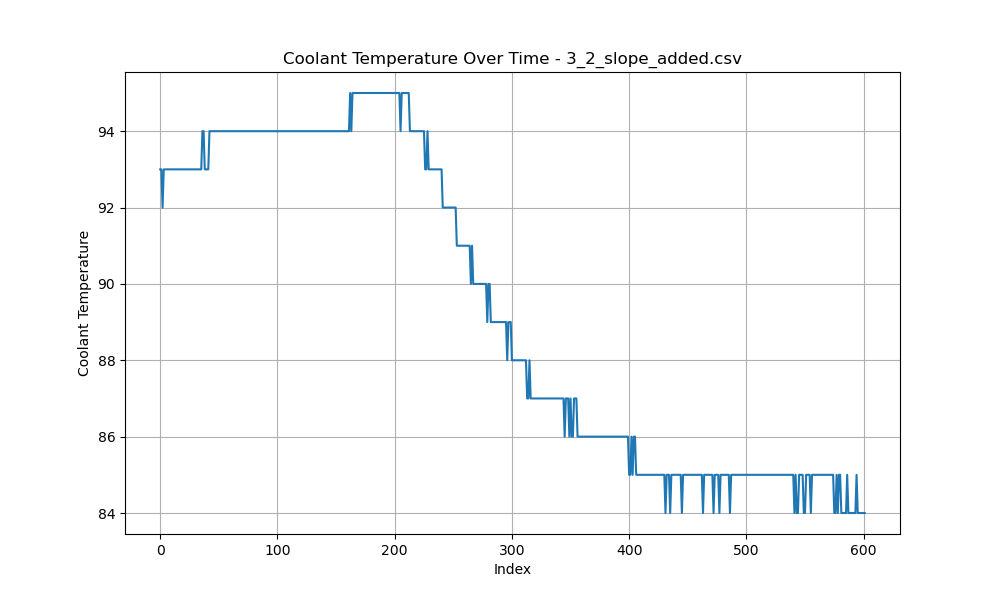 Coolant Temperature Over Time - 3_2_slope_added.csv
94
92
90
88
86
84
Coolant Temperature
0 100 200 300 400 500 600
Index